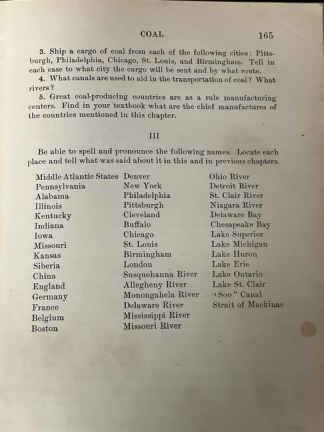 COAL 165
3. Ship a cargo of coal from each of the following cities: Pitts-
burgh, Philadelphia, Chicago, St. Louis, and Birmingham. Tell in
each case to what city the cargo will be sent and by what route.
4. What canals are used to aid in the transportation of coal? What
rivers?
5. Great coal-producing countries are as a rule manufacturing
centers. Find in your textbook what are the chief manufactures of
the countries mentioned in this chapter.
III
Be able to spell and pronounce the following names. Locate each
place and tell what was said about it in this and in previous chapters.
Middle Atlantic States Denver Ohio River
Pennsylvania New York Detroit River
Alabama Philadelphia St. Clair River
Illinois Pittsburgh Niagara River
Kentucky Cleveland Delaware Bay
Indiana Buffalo Chesapeake Bay
Iowa Chicago Lake Superior
Missouri St. Louis Lake Michigan
Kansas Birmingham Lake Huron
Siberia London Lake Erie
China Susquehanna River Lake Ontario
England Allegheny River Lake St. Clair
Germany Monongahela River "Soo" Canal
France Delaware River Strait of Mackinac
Belgium Mississippi River
Boston Missouri River